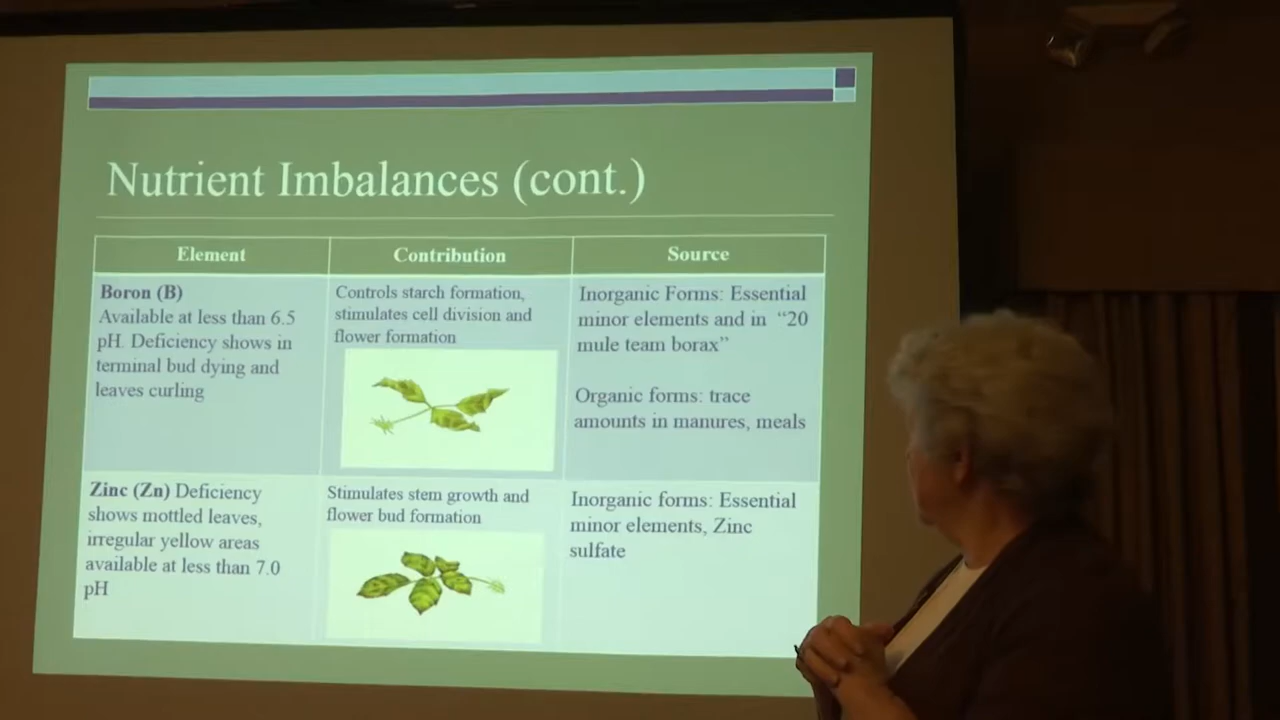 Nutrient Imbalances (cont.)
Element
Contribution
Source
Boron (B)
Available at less than 6.5
pH. Deficiency shows in
terminal bud dying and
leaves curling
Controls starch formation,
stimulates cell division and
flower formation
Inorganic Forms: Essential
minor elements and in “20
mule team borax”
Organic forms: trace
amounts in manures, meals
Zinc (Zn) Deficiency
shows mottled leaves,
irregular yellow areas
available at less than 7.0
pH
Stimulates stem growth and
flower bud formation
Inorganic forms: Essential
minor elements, Zinc
sulfate